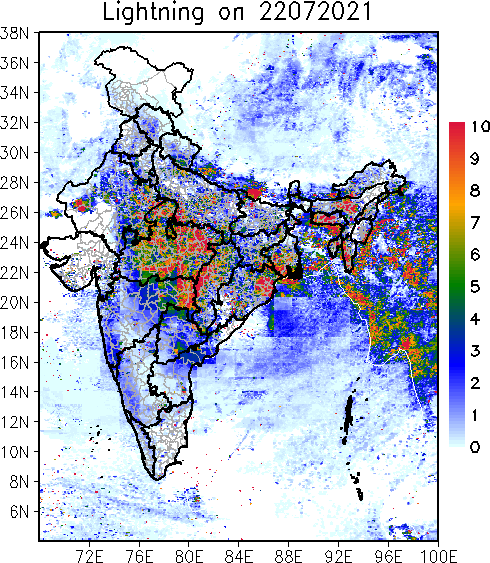 Lightning on 22072021
38N
36N
34N
32N
30N
28N
26N
24N
22N
20N
18N
16N
14N
12N
10N
8N
6N
10
9
8
7
6
5
4
3
2
1
0
72E 76E 80E 84E 88E 92E 96E 100E